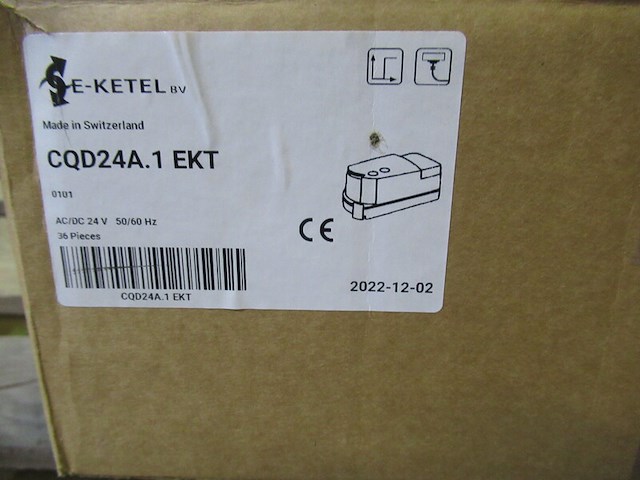 E-KETEL BV
Made in Switzerland
CQD24A.1 EKT
0101
AC/DC 24 V 50/60 Hz
36 Pieces
CE
CQD24A.1 EKT
2022-12-02